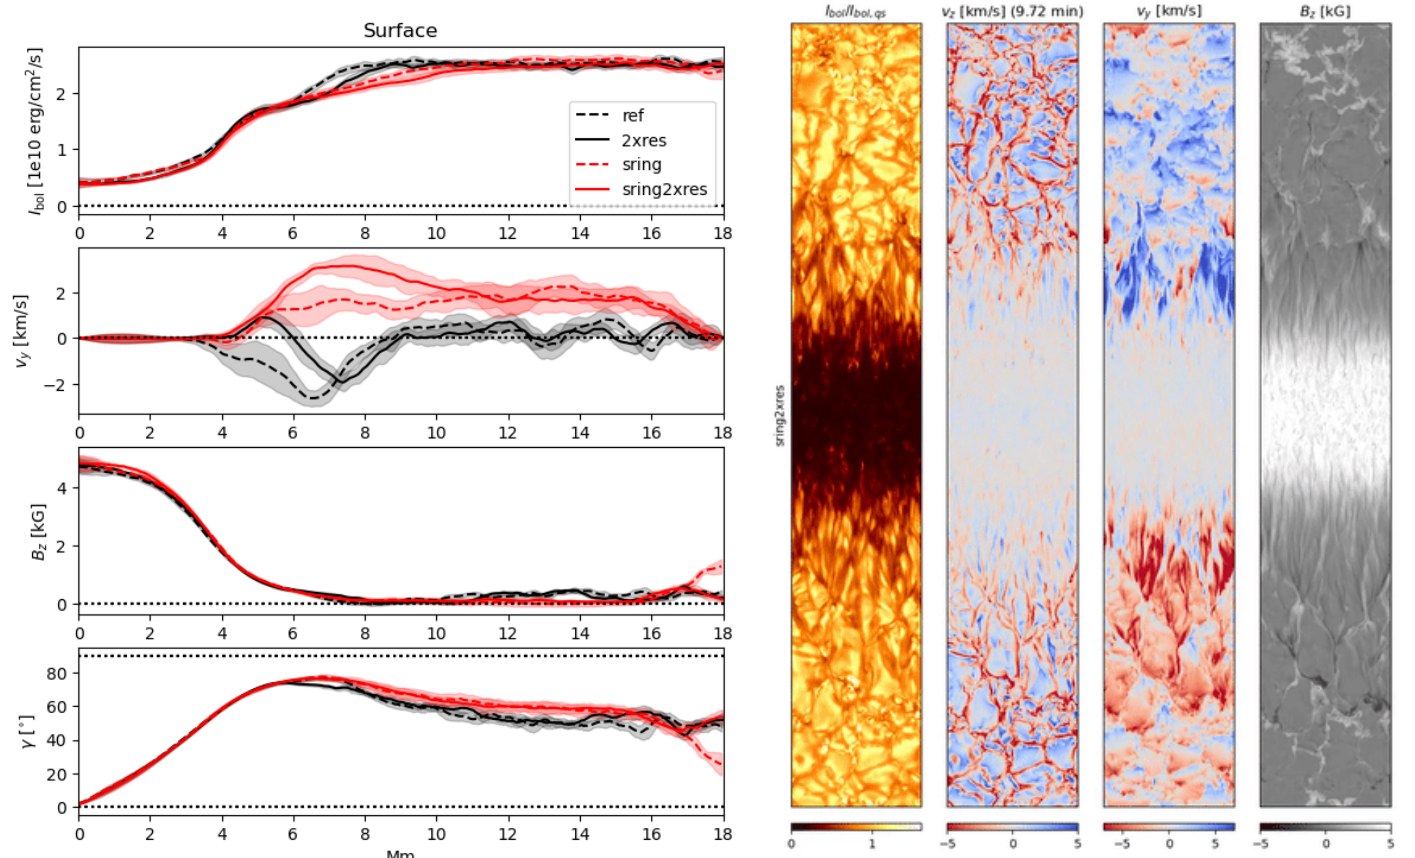 Surface
I_bol [1e10 erg/cm²/s]
2
1
0
ref
2xres
sring
sring2xres
0 2 4 6 8 10 12 14 16 18
v_y [km/s]
2
0
−2
0 2 4 6 8 10 12 14 16 18
B_z [kG]
4
2
0
0 2 4 6 8 10 12 14 16 18
γ [°]
80
60
40
20
0
0 2 4 6 8 10 12 14 16 18
Mm
I_bol/I_bol,qs
v_z [km/s] (9.72 min)
v_y [km/s]
B_z [kG]
sring2xres
0 1
−5 0 5
−5 0 5
−5 0 5